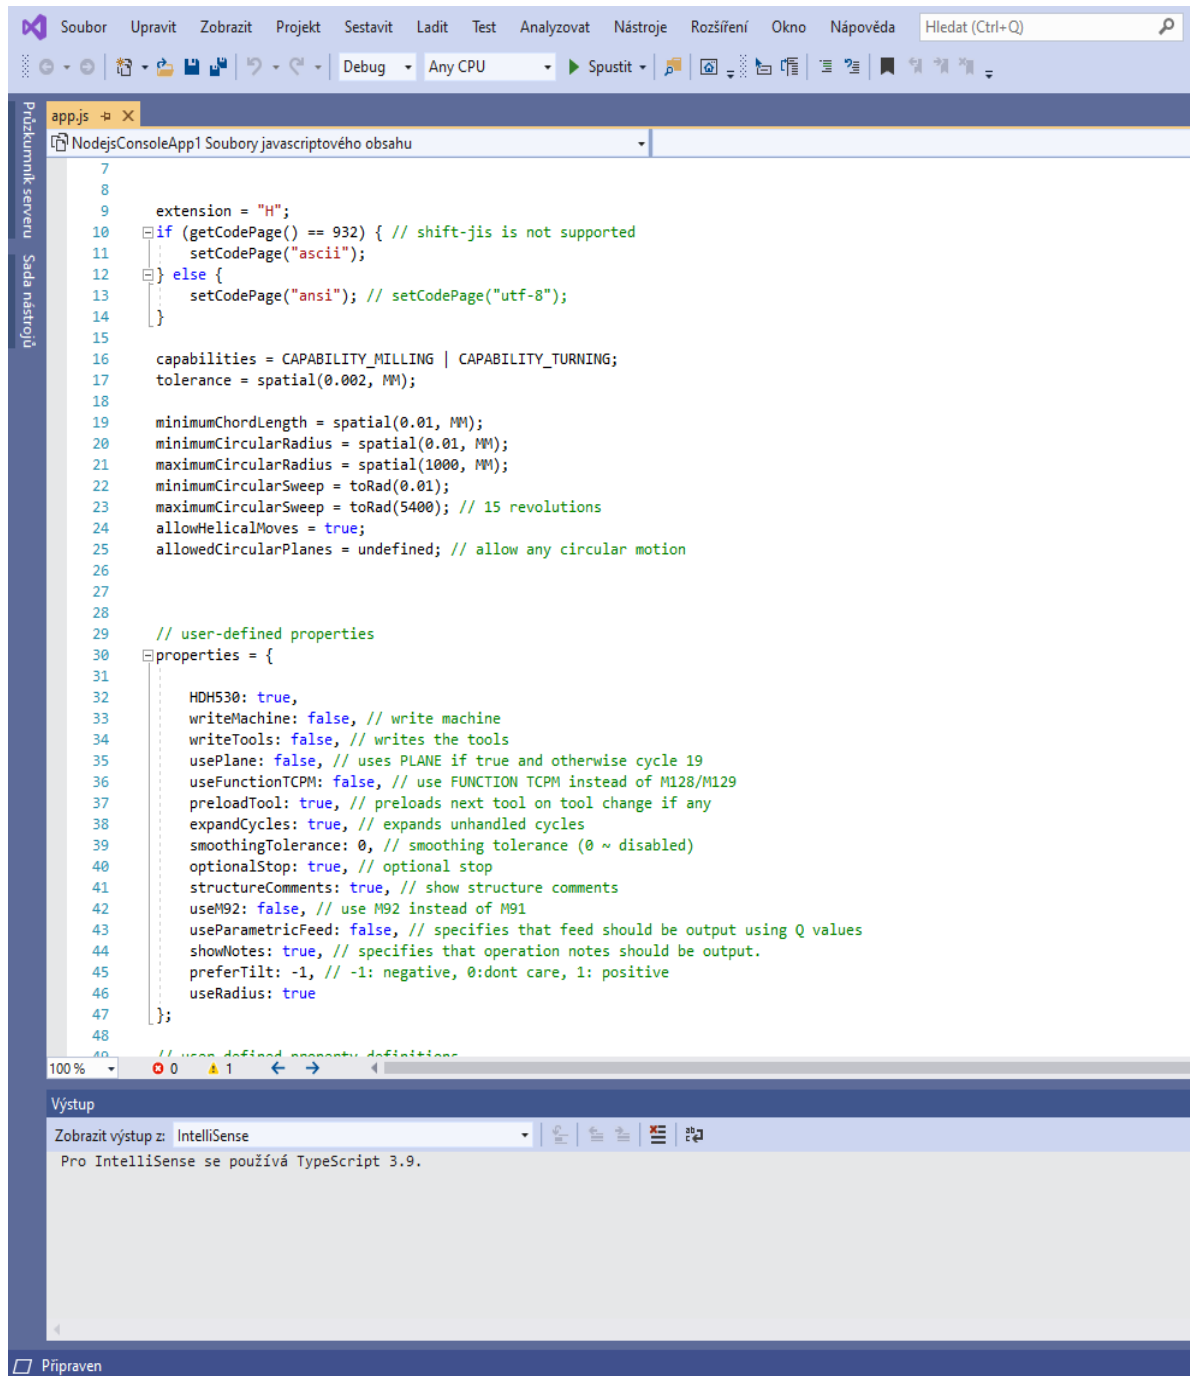 Soubor Upravit Zobrazit Projekt Sestavit Ladit Test Analyzovat Nástroje Rozšíření Okno Nápověda Hledat (Ctrl+Q)
Debug Any CPU Spustit
Průzkumník serveru
Sada nástrojů
app.js
NodejsConsoleApp1 Soubory javascriptového obsahu
7
8
9 extension = "H";
10 if (getCodePage() == 932) { // shift-jis is not supported
11 setCodePage("ascii");
12 } else {
13 setCodePage("ansi"); // setCodePage("utf-8");
14 }
15
16 capabilities = CAPABILITY_MILLING | CAPABILITY_TURNING;
17 tolerance = spatial(0.002, MM);
18
19 minimumChordLength = spatial(0.01, MM);
20 minimumCircularRadius = spatial(0.01, MM);
21 maximumCircularRadius = spatial(1000, MM);
22 minimumCircularSweep = toRad(0.01);
23 maximumCircularSweep = toRad(5400); // 15 revolutions
24 allowHelicalMoves = true;
25 allowedCircularPlanes = undefined; // allow any circular motion
26
27
28
29 // user-defined properties
30 properties = {
31
32 HDH530: true,
33 writeMachine: false, // write machine
34 writeTools: false, // writes the tools
35 usePlane: false, // uses PLANE if true and otherwise cycle 19
36 useFunctionTCPM: false, // use FUNCTION TCPM instead of M128/M129
37 preloadTool: true, // preloads next tool on tool change if any
38 expandCycles: true, // expands unhandled cycles
39 smoothingTolerance: 0, // smoothing tolerance (0 ~ disabled)
40 optionalStop: true, // optional stop
41 structureComments: true, // show structure comments
42 useM92: false, // use M92 instead of M91
43 useParametricFeed: false, // specifies that feed should be output using Q values
44 showNotes: true, // specifies that operation notes should be output.
45 preferTilt: -1, // -1: negative, 0:dont care, 1: positive
46 useRadius: true
47 };
48
49 // user-defined property definitions
100 % 0 1
Výstup
Zobrazit výstup z: IntelliSense
Pro IntelliSense se používá TypeScript 3.9.
Připraven